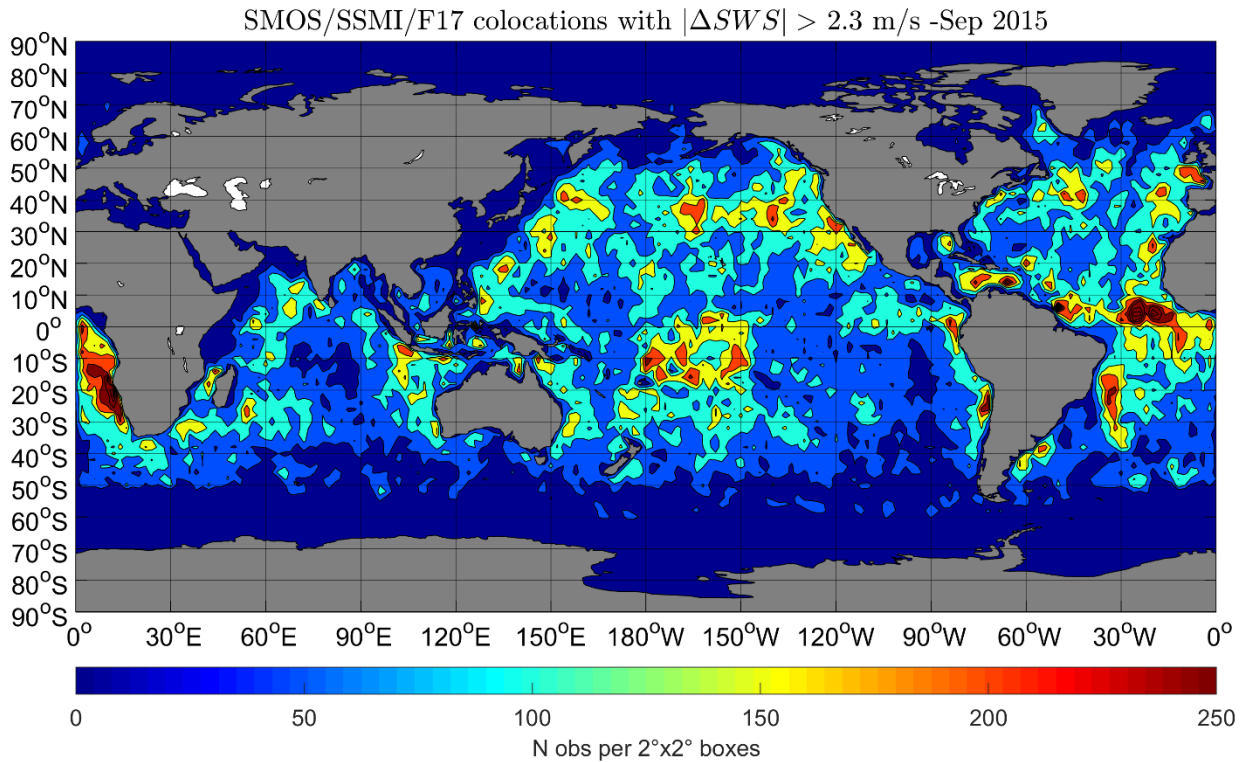 SMOS/SSMI/F17 colocations with |ΔSWS| > 2.3 m/s -Sep 2015
90°N
80°N
70°N
60°N
50°N
40°N
30°N
20°N
10°N
0°
10°S
20°S
30°S
40°S
50°S
60°S
70°S
80°S
90°S
0° 30°E 60°E 90°E 120°E 150°E 180°W 150°W 120°W 90°W 60°W 30°W 0°
0 50 100 150 200 250
N obs per 2°x2° boxes